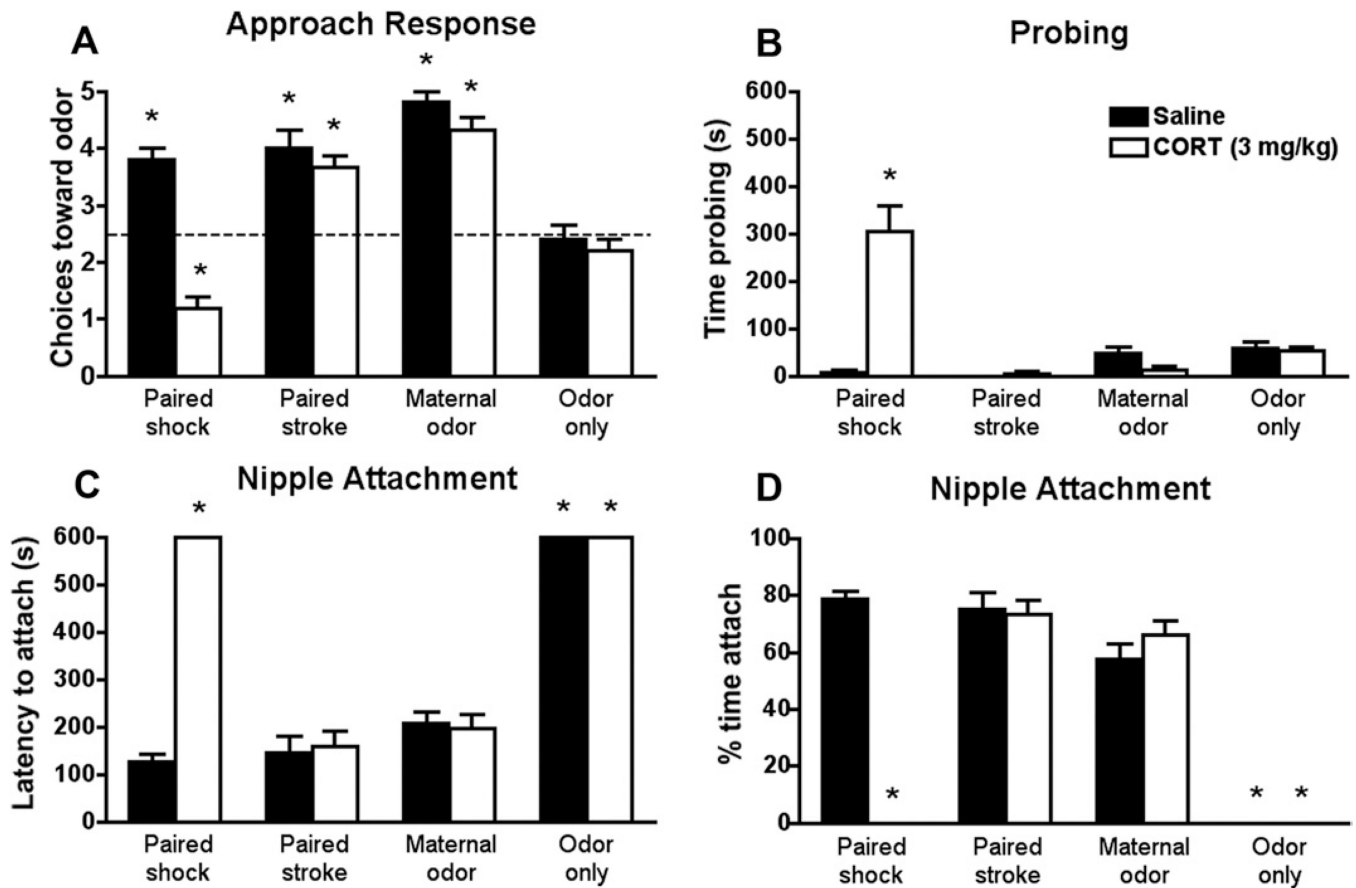 A
Approach Response
Choices toward odor
5
4
3
2
1
0
*
*
*
*
*
*
Paired shock
Paired stroke
Maternal odor
Odor only
B
Probing
Time probing (s)
600
500
400
300
200
100
0
*
Saline
CORT (3 mg/kg)
Paired shock
Paired stroke
Maternal odor
Odor only
C
Nipple Attachment
Latency to attach (s)
600
500
400
300
200
100
0
*
*
*
Paired shock
Paired stroke
Maternal odor
Odor only
D
Nipple Attachment
% time attach
100
80
60
40
20
0
*
*
*
Paired shock
Paired stroke
Maternal odor
Odor only